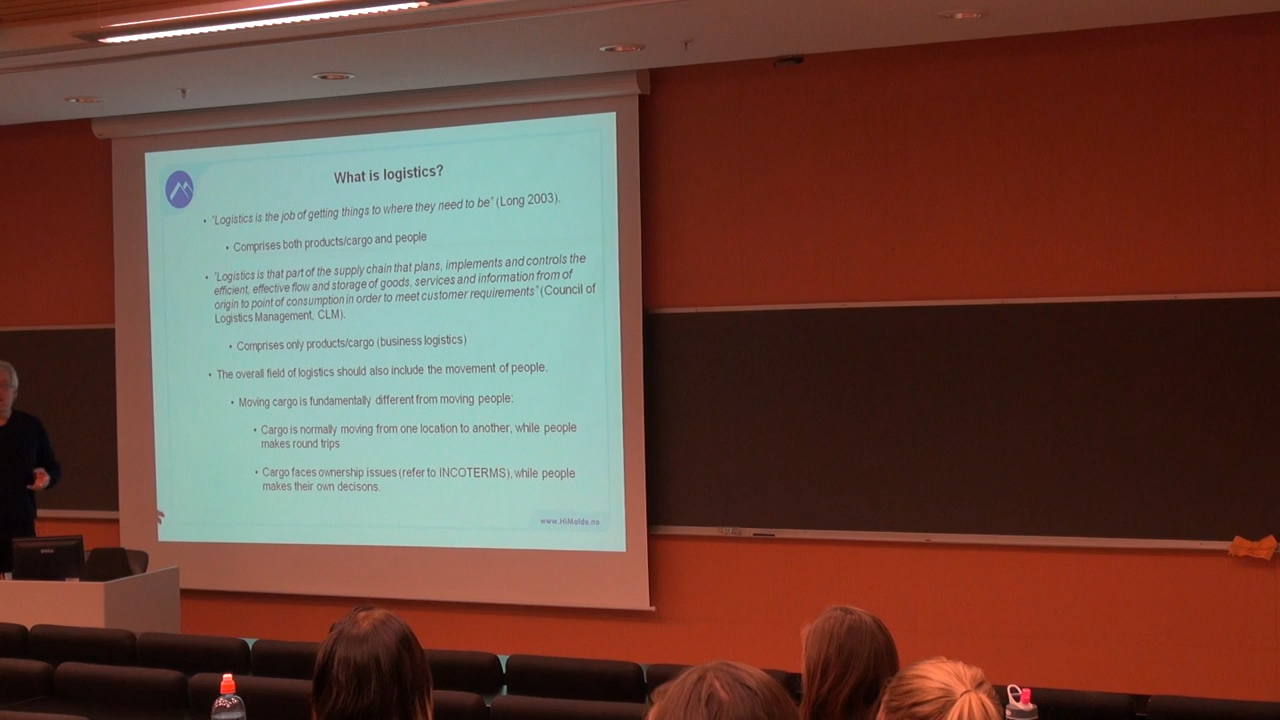 What is logistics?
• "Logistics is the job of getting things to where they need to be" (Long 2003).
• Comprises both products/cargo and people
• "Logistics is that part of the supply chain that plans, implements and controls the
efficient, effective flow and storage of goods, services and information from of
origin to point of consumption in order to meet customer requirements" (Council of
Logistics Management, CLM).
• Comprises only products/cargo (business logistics)
• The overall field of logistics should also include the movement of people.
• Moving cargo is fundamentally different from moving people:
• Cargo is normally moving from one location to another, while people
makes round trips
• Cargo faces ownership issues (refer to INCOTERMS), while people
makes their own decisons.
www.HiMolde.no